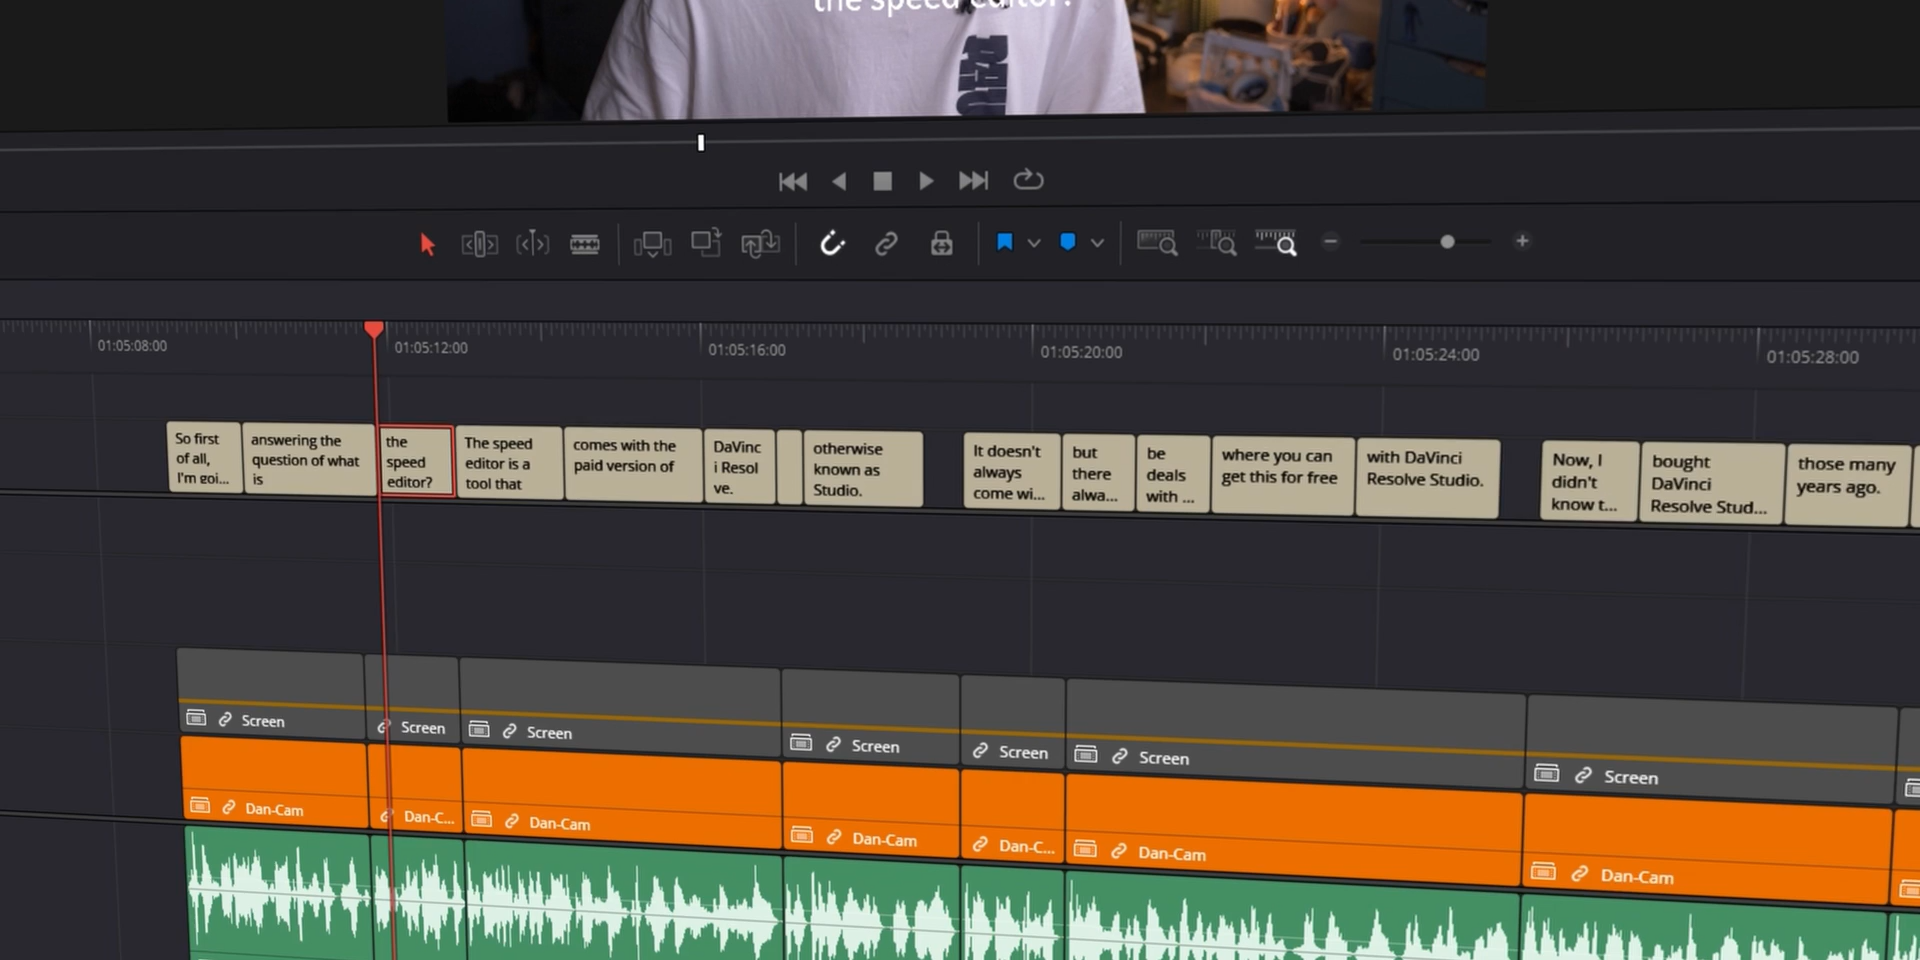 the speed editor?
01:05:08:00
01:05:12:00
01:05:16:00
01:05:20:00
01:05:24:00
01:05:28:00
So first
of all,
I'm goi...
answering the
question of what
is
the
speed
editor?
The speed
editor is a
tool that
comes with the
paid version of
DaVinc
i Resol
ve.
otherwise
known as
Studio.
It doesn't
always
come wi...
but
there
alwa...
be
deals
with ...
where you can
get this for free
with DaVinci
Resolve Studio.
Now, I
didn't
know t...
bought
DaVinci
Resolve Stud...
those many
years ago.
Screen
Screen
Screen
Screen
Screen
Screen
Screen
Dan-Cam
Dan-C...
Dan-Cam
Dan-Cam
Dan-C...
Dan-Cam
Dan-Cam